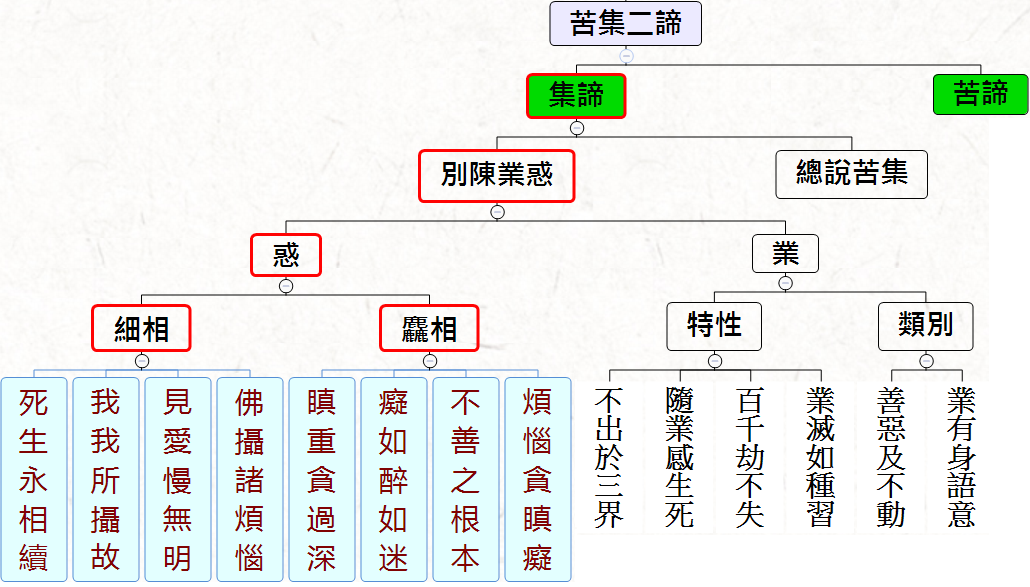 苦集二諦
集諦
苦諦
別陳業惑
總說苦集
惑
業
細相
麤相
特性
類別
業有身語意
善惡及不動
業滅如種習
百千劫不失
隨業感生死
不出於三界
煩惱貪瞋癡
不善之根本
癡如醉如迷
瞋重貪過深
佛攝諸煩惱
見愛慢無明
我我所攝故
死生永相續